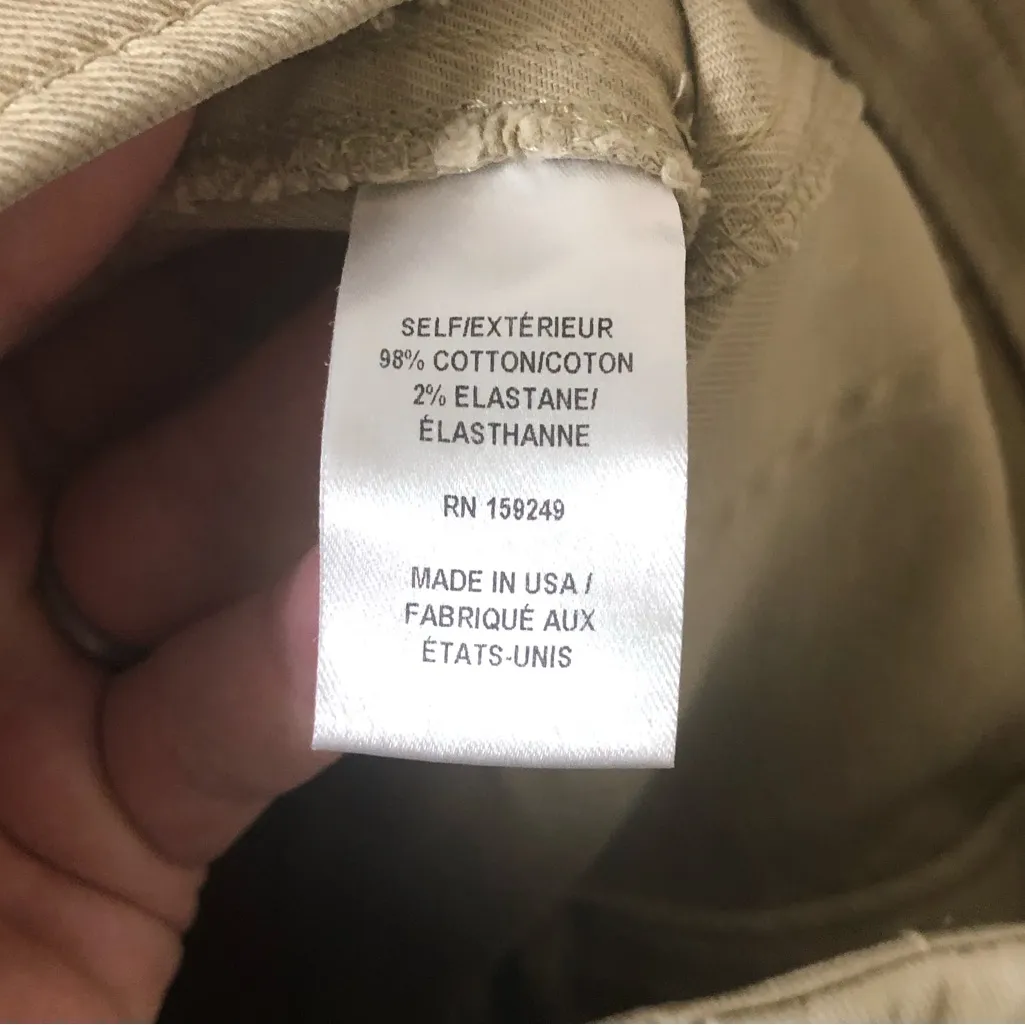 SELF/EXTÉRIEUR
98% COTTON/COTON
2% ELASTANE/
ÉLASTHANNE
RN 159249
MADE IN USA /
FABRIQUÉ AUX
ÉTATS-UNIS